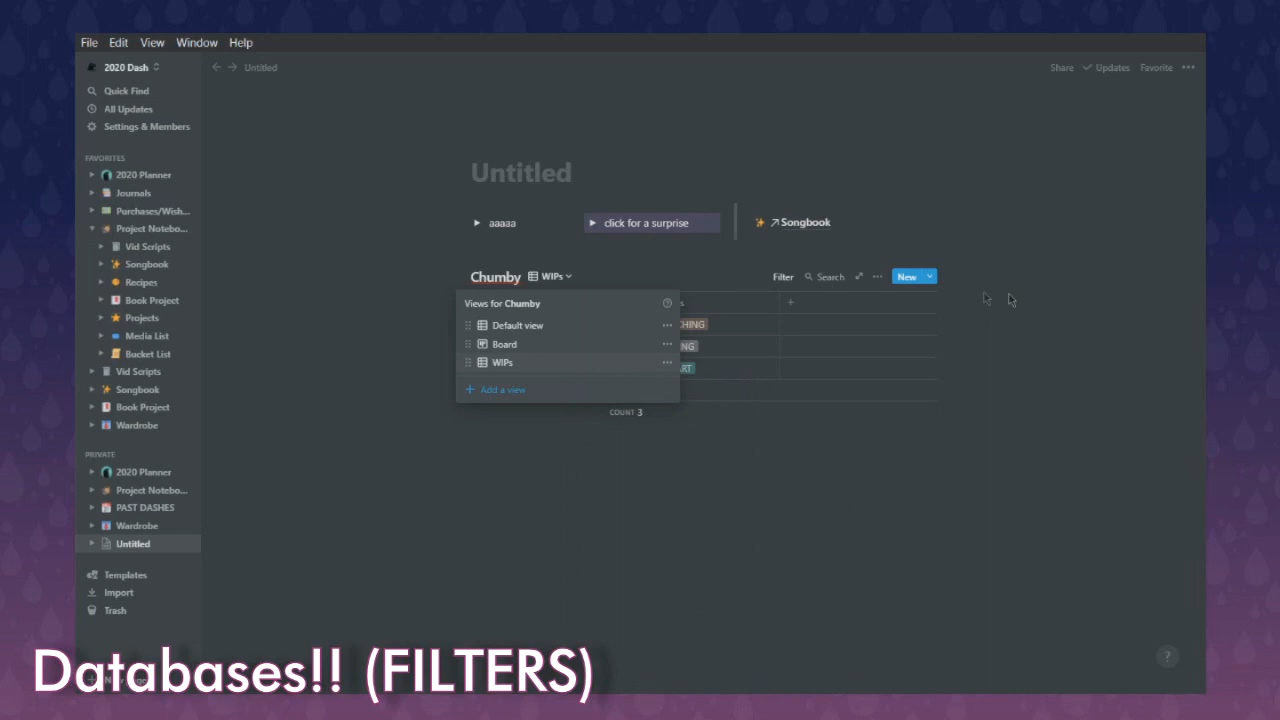 File Edit View Window Help
2020 Dash
Untitled
Share Updates Favorite
Quick Find
All Updates
Settings & Members
FAVORITES
2020 Planner
Journals
Purchases/Wish...
Project Notebo...
Vid Scripts
Songbook
Recipes
Book Project
Projects
Media List
Bucket List
Vid Scripts
Songbook
Book Project
Wardrobe
PRIVATE
2020 Planner
Project Notebo...
PAST DASHES
Wardrobe
Untitled
Templates
Import
Trash
Untitled
aaaaa
click for a surprise
Songbook
Chumby WIPs
Filter Search New
Views for Chumby
Default view
Board
WIPs
Add a view
CHING
NG
ART
COUNT 3
?
Databases!! (FILTERS)